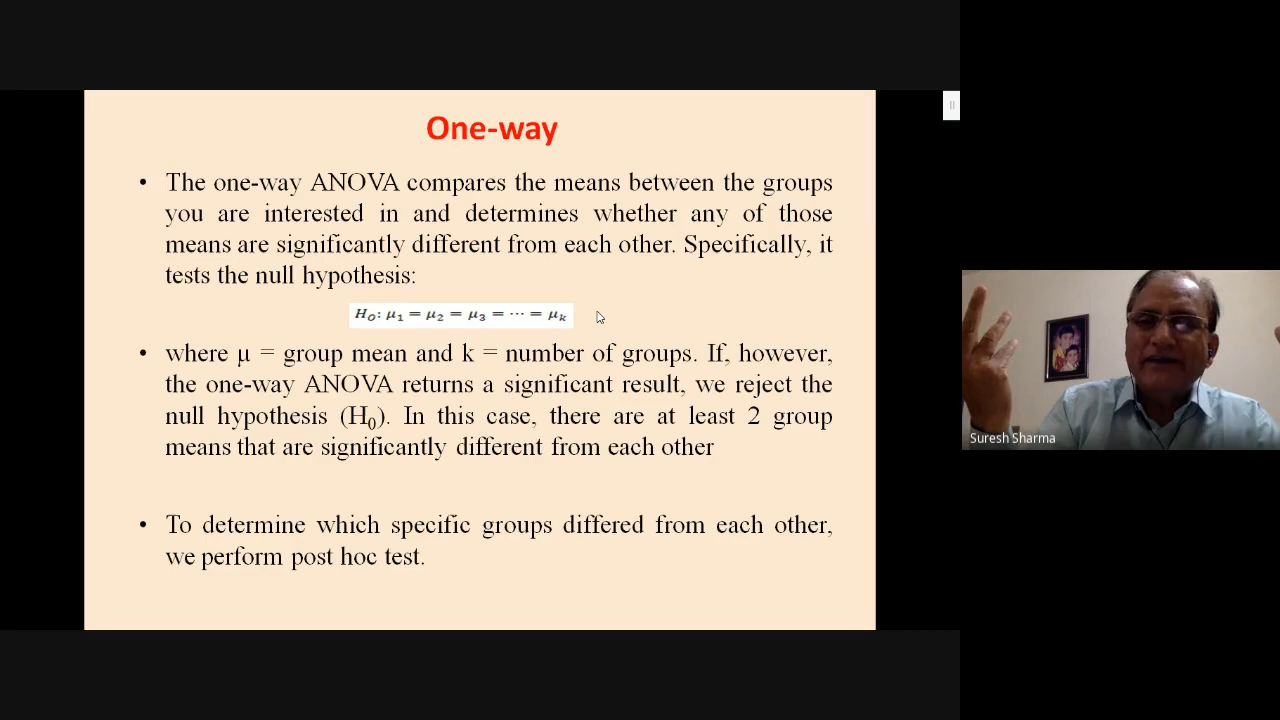 One-way
• The one-way ANOVA compares the means between the groups
you are interested in and determines whether any of those
means are significantly different from each other. Specifically, it
tests the null hypothesis:
H₀: μ₁ = μ₂ = μ₃ = ··· = μₖ
• where μ = group mean and k = number of groups. If, however,
the one-way ANOVA returns a significant result, we reject the
null hypothesis (H₀). In this case, there are at least 2 group
means that are significantly different from each other
• To determine which specific groups differed from each other,
we perform post hoc test.
Suresh Sharma